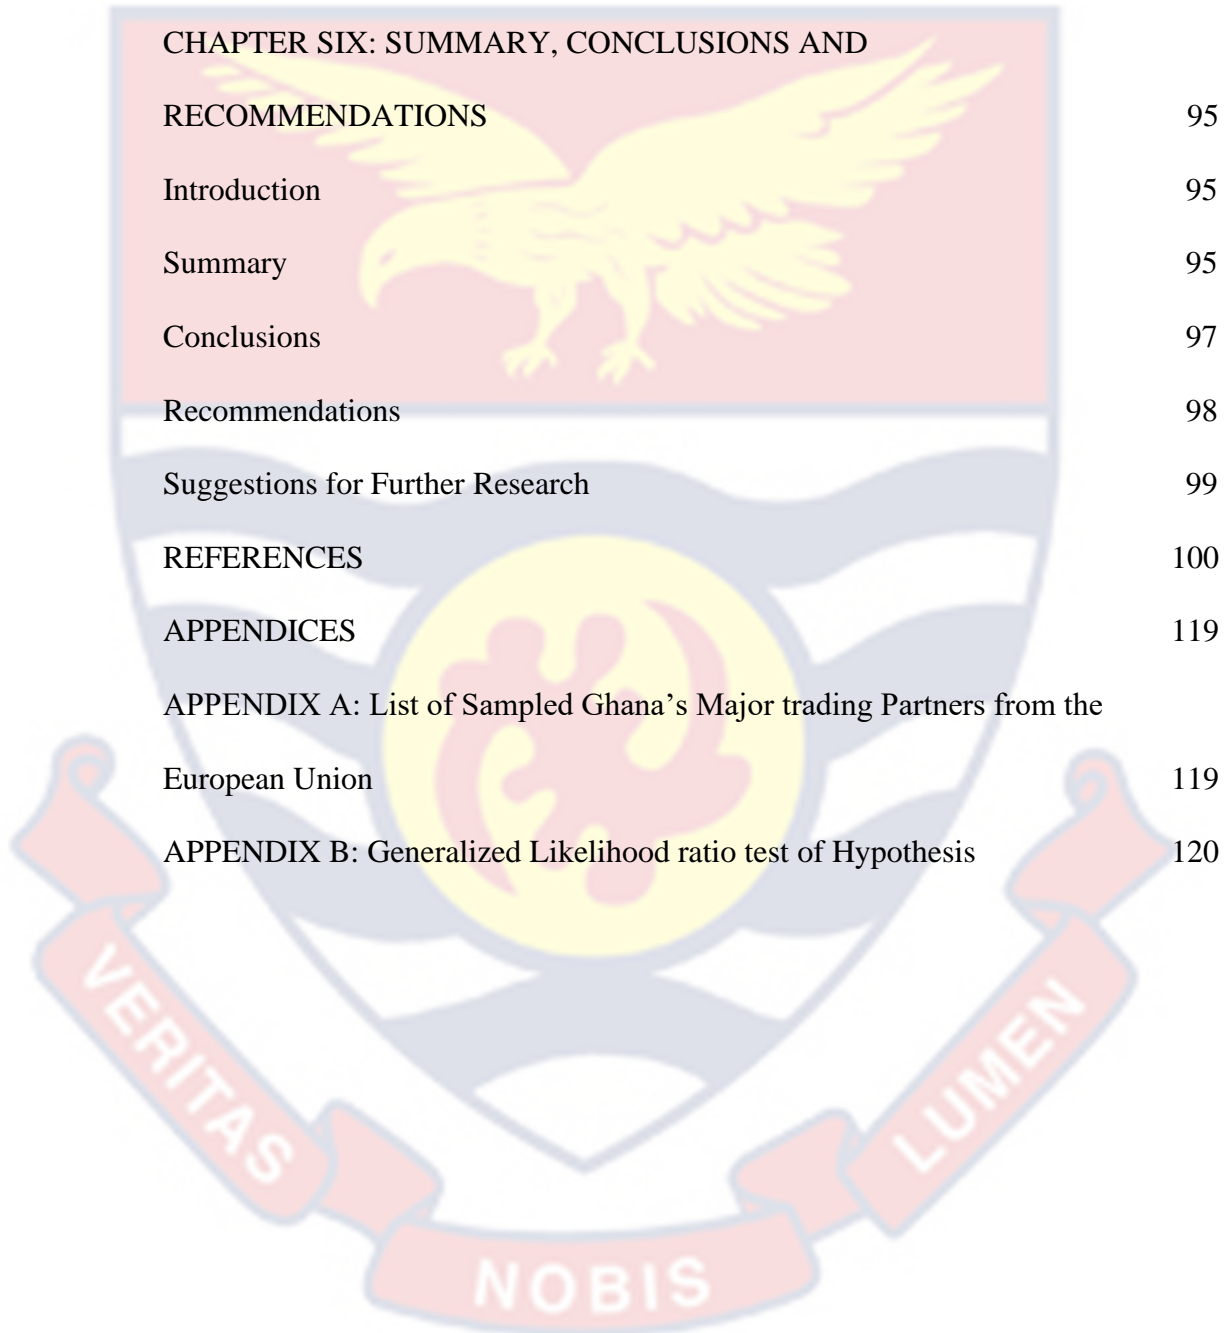 CHAPTER SIX: SUMMARY, CONCLUSIONS AND
RECOMMENDATIONS 95
Introduction 95
Summary 95
Conclusions 97
Recommendations 98
Suggestions for Further Research 99
REFERENCES 100
APPENDICES 119
APPENDIX A: List of Sampled Ghana’s Major trading Partners from the
European Union 119
APPENDIX B: Generalized Likelihood ratio test of Hypothesis 120
VERITAS
NOBIS
LUMEN